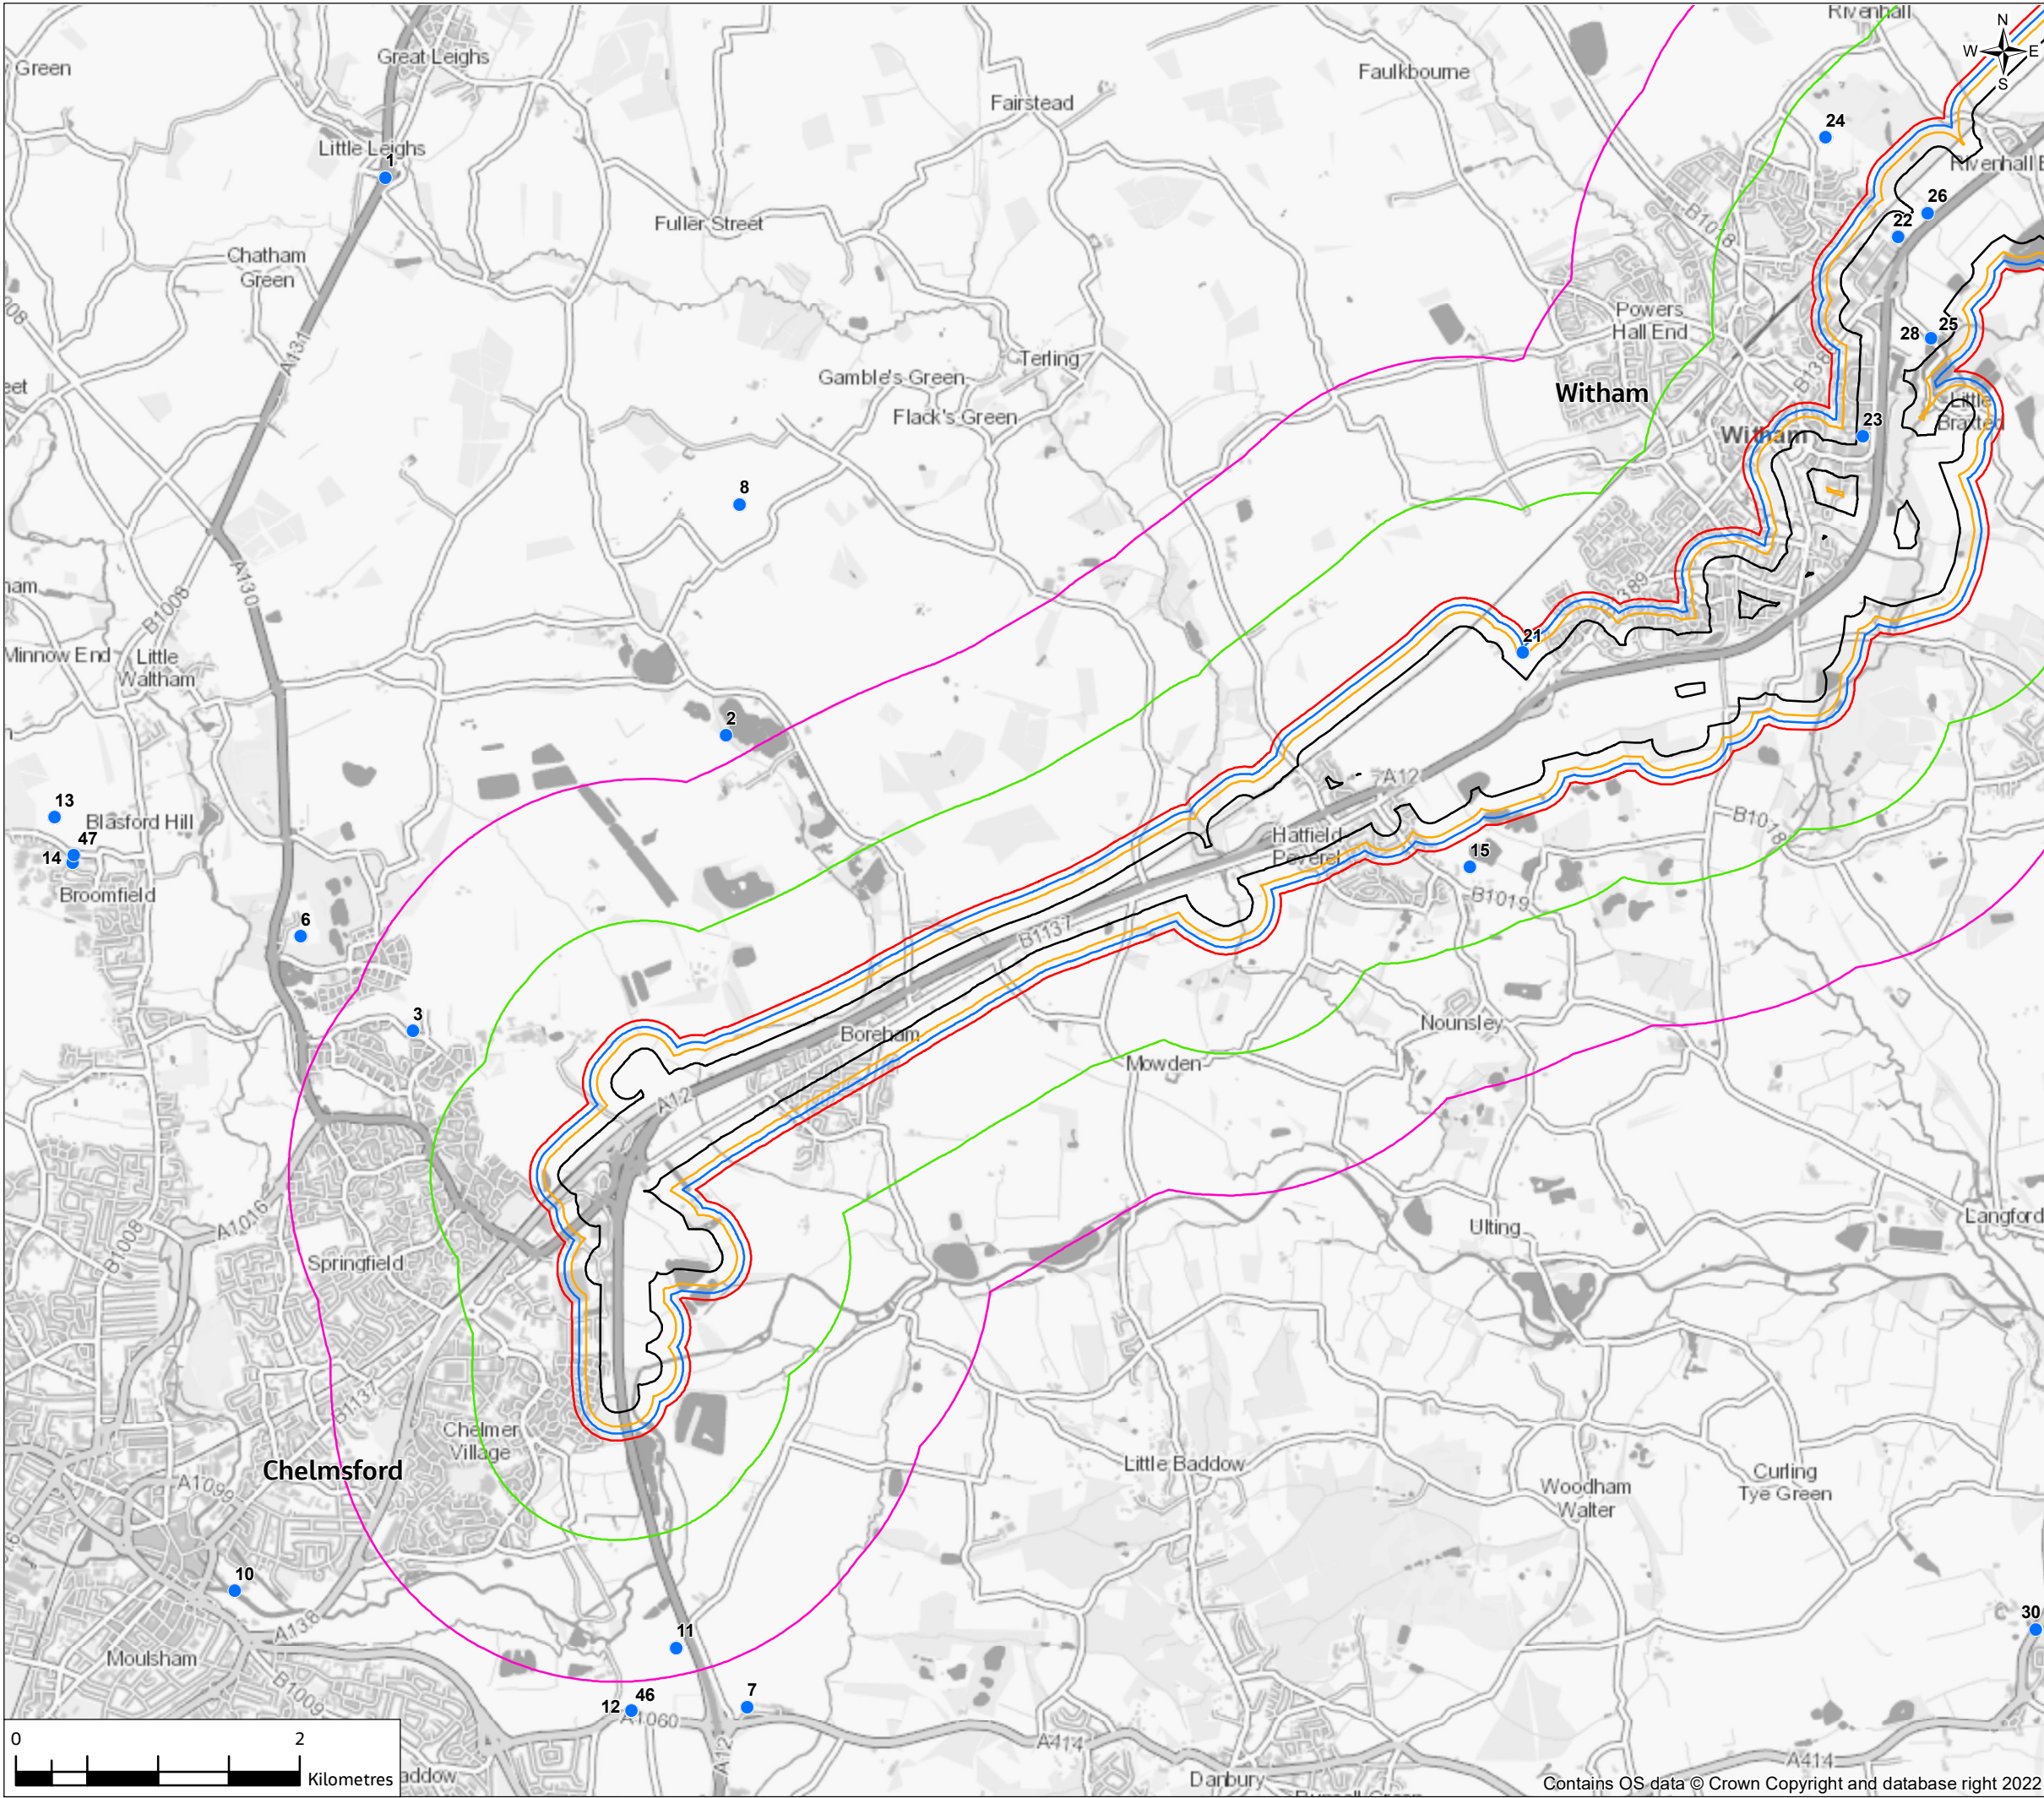 Rivenhall
N
W E
S
Great Leighs
Green
Faulkbourne
Fairstead
24
Little Leighs
1
Rivenhall E
26
B1018
22
Fuller Street
Chatham
Green
Powers
Hall End
A131
28 25
Terling
Gamble's Green
Witham
Flack's Green
Little
Braxted
23
Witham
8
A130
B1008
21
Minnow End
Little
Waltham
2
A12
13
Blasford Hill
47
14
Broomfield
Hatfield
Peverel
15
B1018
B1019
6
B1137
3
Boreham
Nounsley
Mowden
A12
A1016
B1008
Springfield
Ulting
Langford
B1137
Chelmer
Village
Chelmsford
A1099
Little Baddow
Curling
Tye Green
Woodham
Walter
10
A138
11
30
Moulsham
B1009
12 46
7
A1060
A414
A12
A414
0 2
Kilometres
addow
Danbury
Contains OS data © Crown Copyright and database right 2022